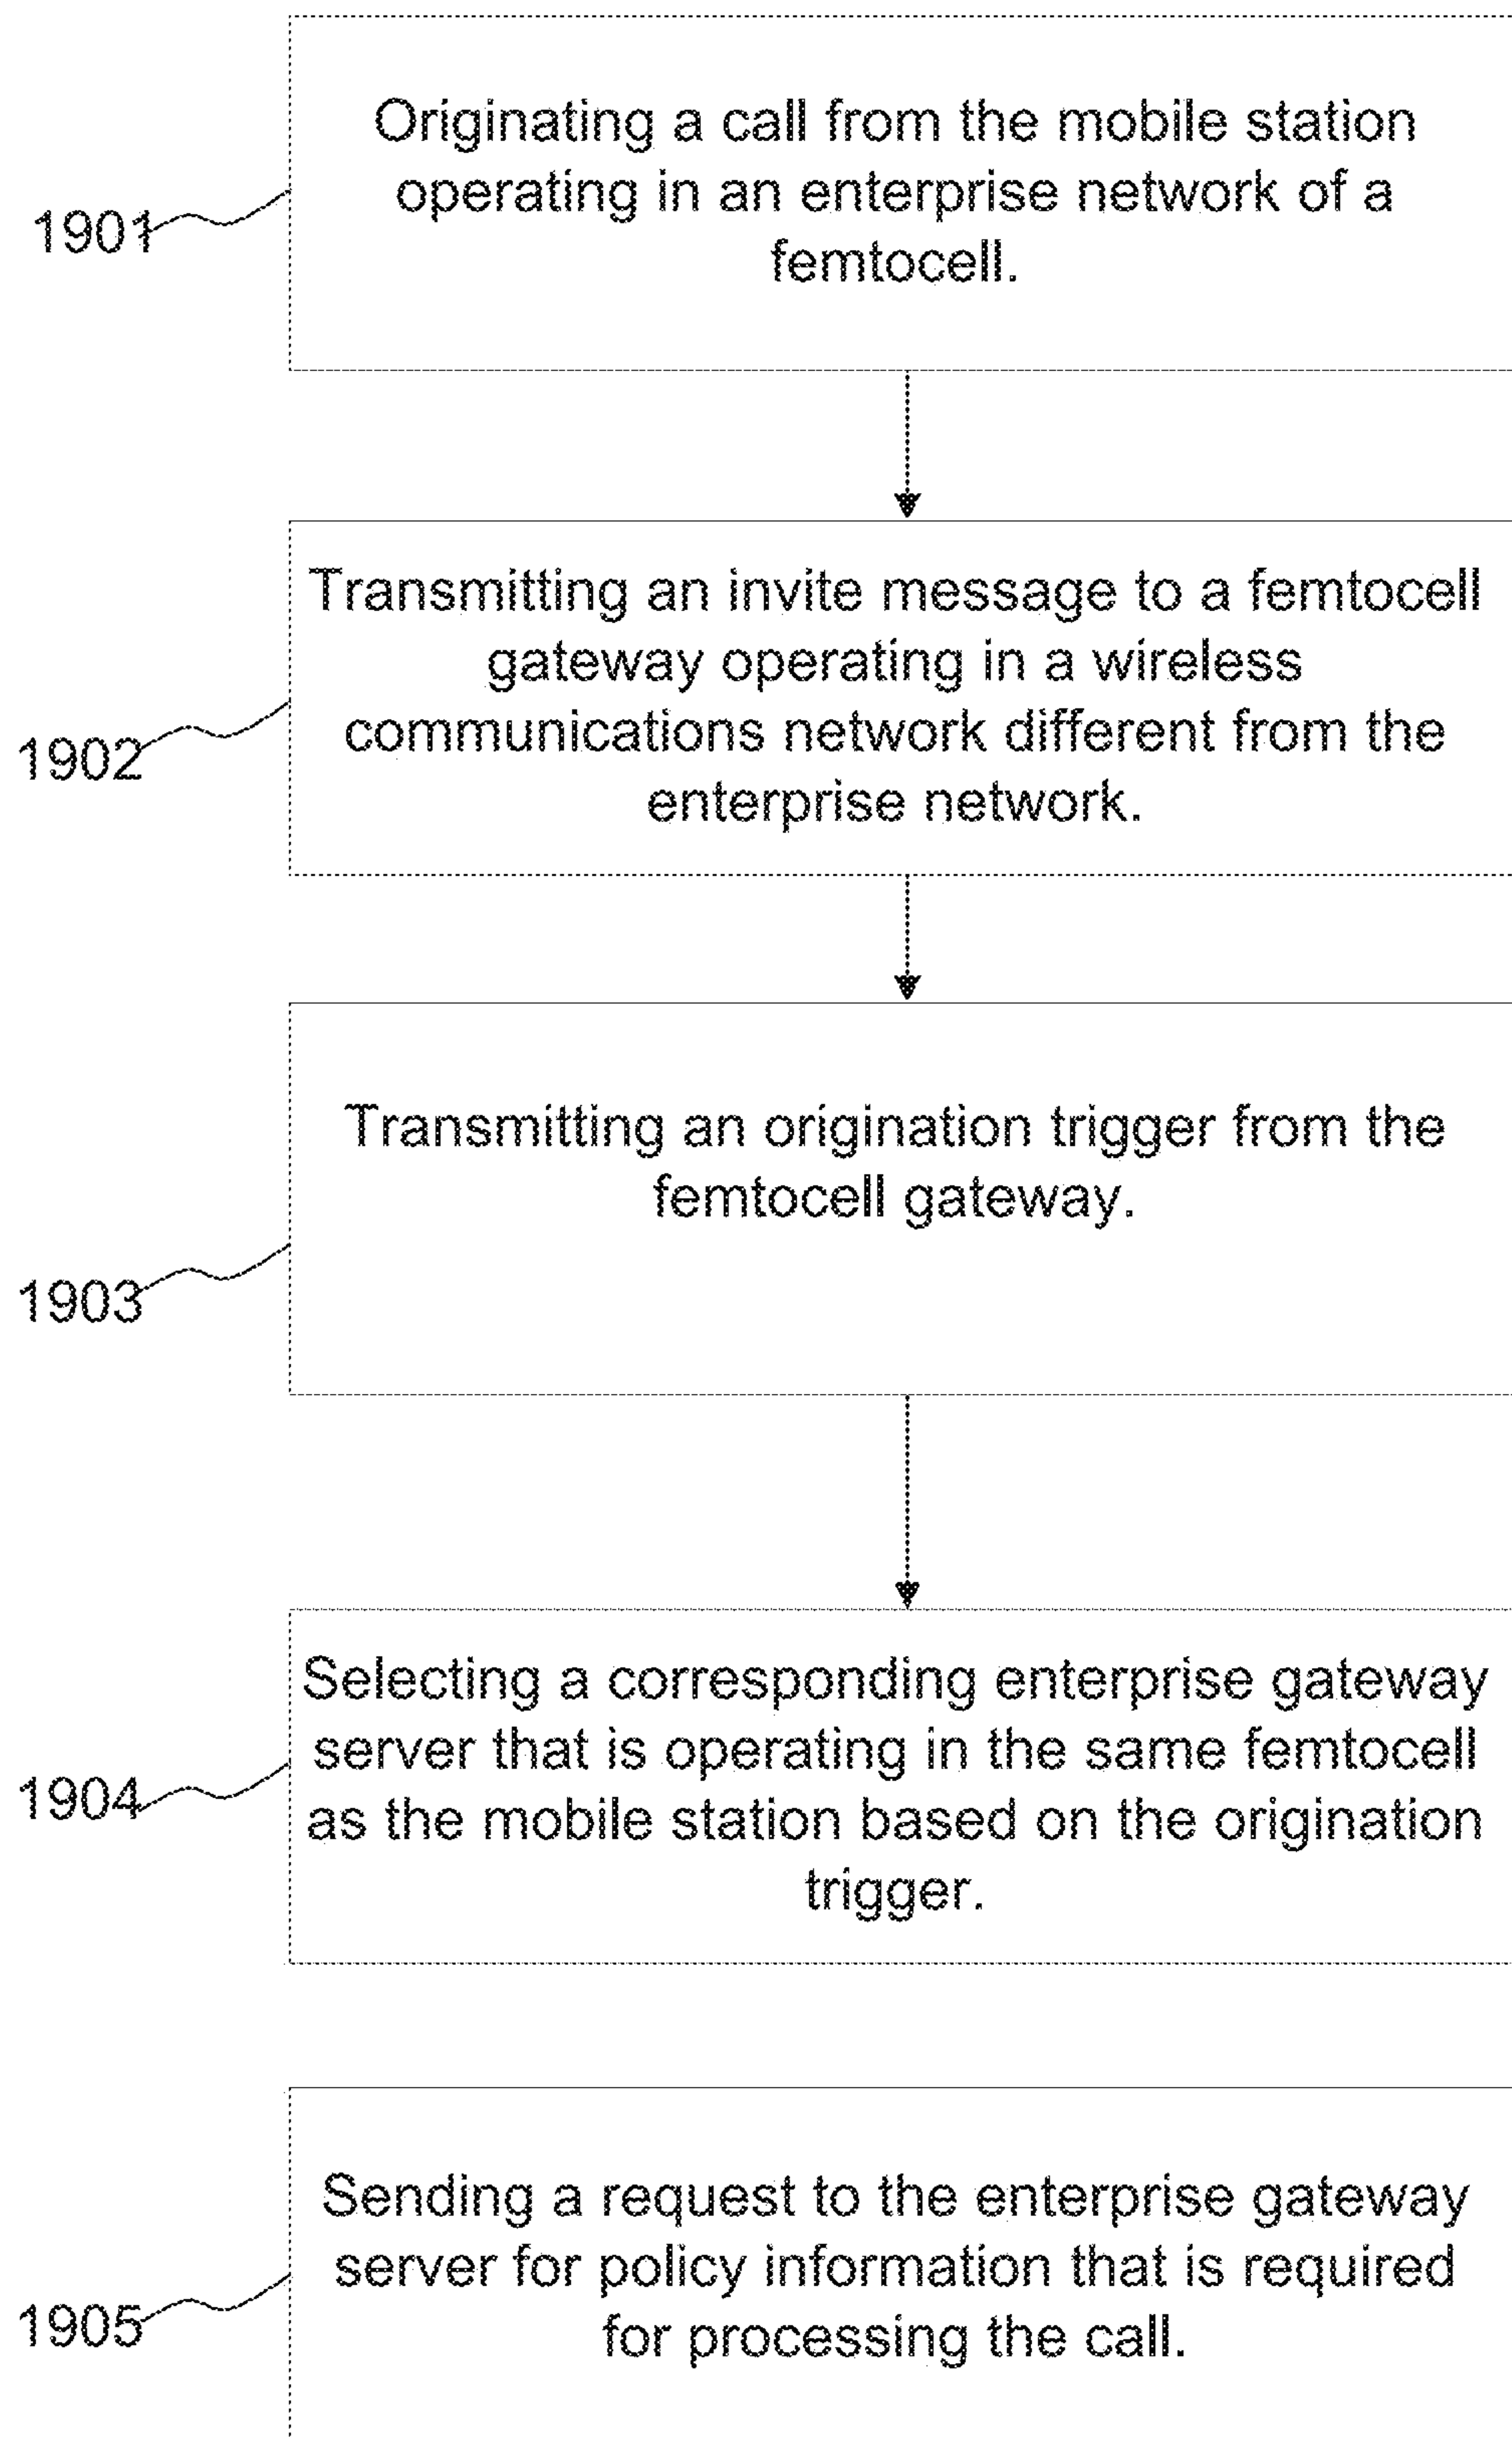 Originating a call from the mobile station
operating in an enterprise network of a
femtocell.
1901
Transmitting an invite message to a femtocell
gateway operating in a wireless
communications network different from the
enterprise network.
1902
Transmitting an origination trigger from the
femtocell gateway.
1903
Selecting a corresponding enterprise gateway
server that is operating in the same femtocell
as the mobile station based on the origination
trigger.
1904
Sending a request to the enterprise gateway
server for policy information that is required
for processing the call.
1905